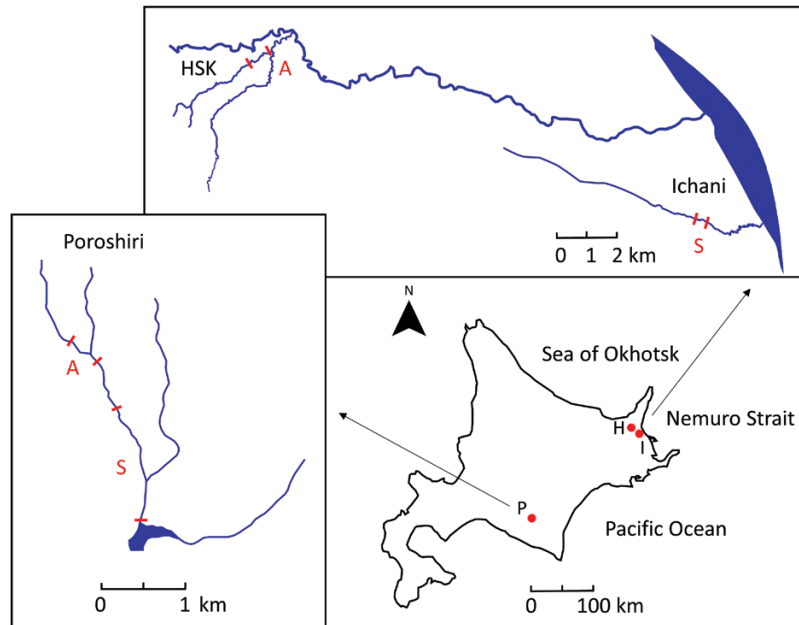 HSK
A
Ichani
S
0 1 2 km
Poroshiri
A
S
0 1 km
N
Sea of Okhotsk
H
Nemuro Strait
I
P
Pacific Ocean
0 100 km